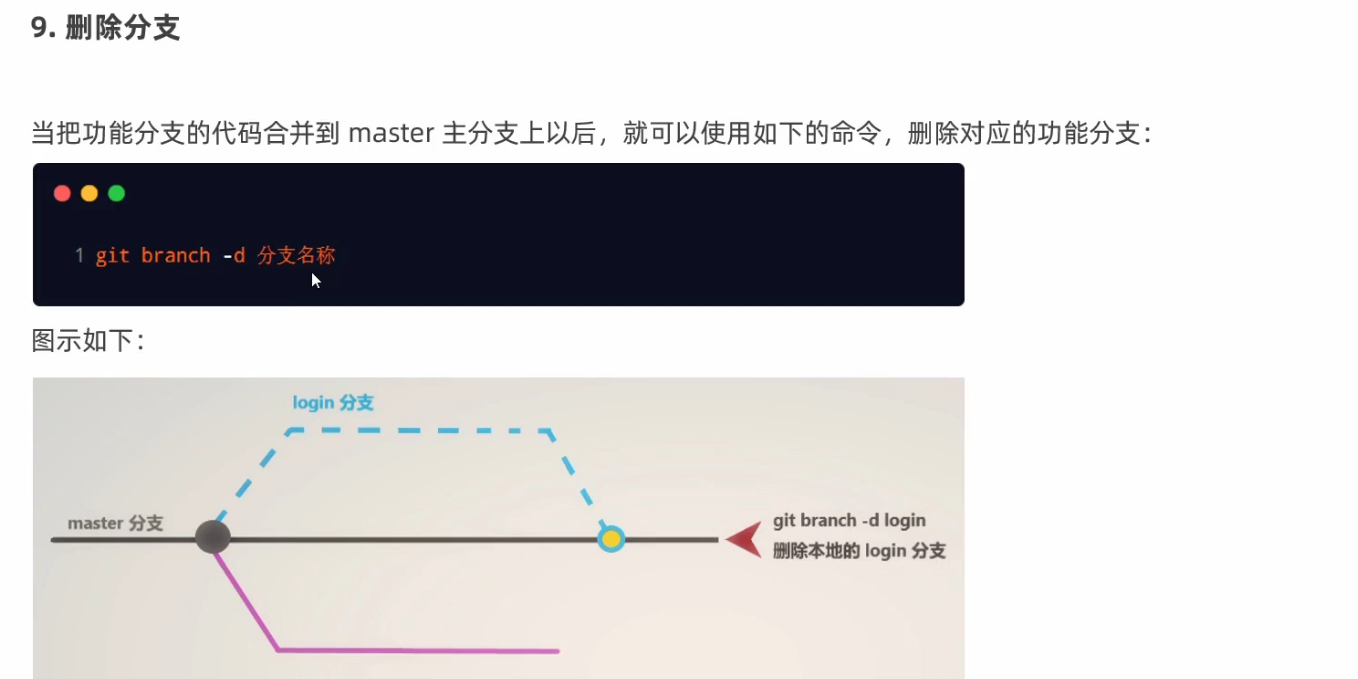 9. 删除分支
当把功能分支的代码合并到 master 主分支上以后，就可以使用如下的命令，删除对应的功能分支：
1 git branch -d 分支名称
图示如下：
login 分支
master 分支
git branch -d login
删除本地的 login 分支